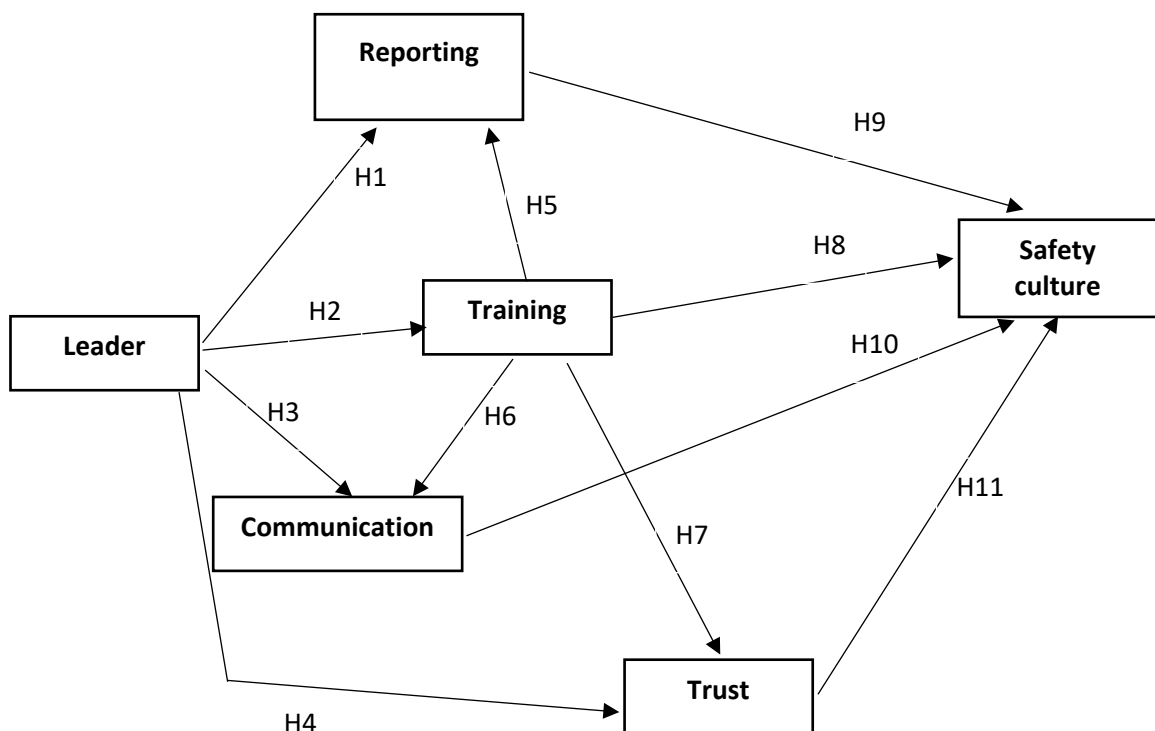 Reporting
H9
H1
H5
Safety
culture
H8
Training
H2
Leader
H10
H3
H6
Communication
H11
H7
Trust
H4